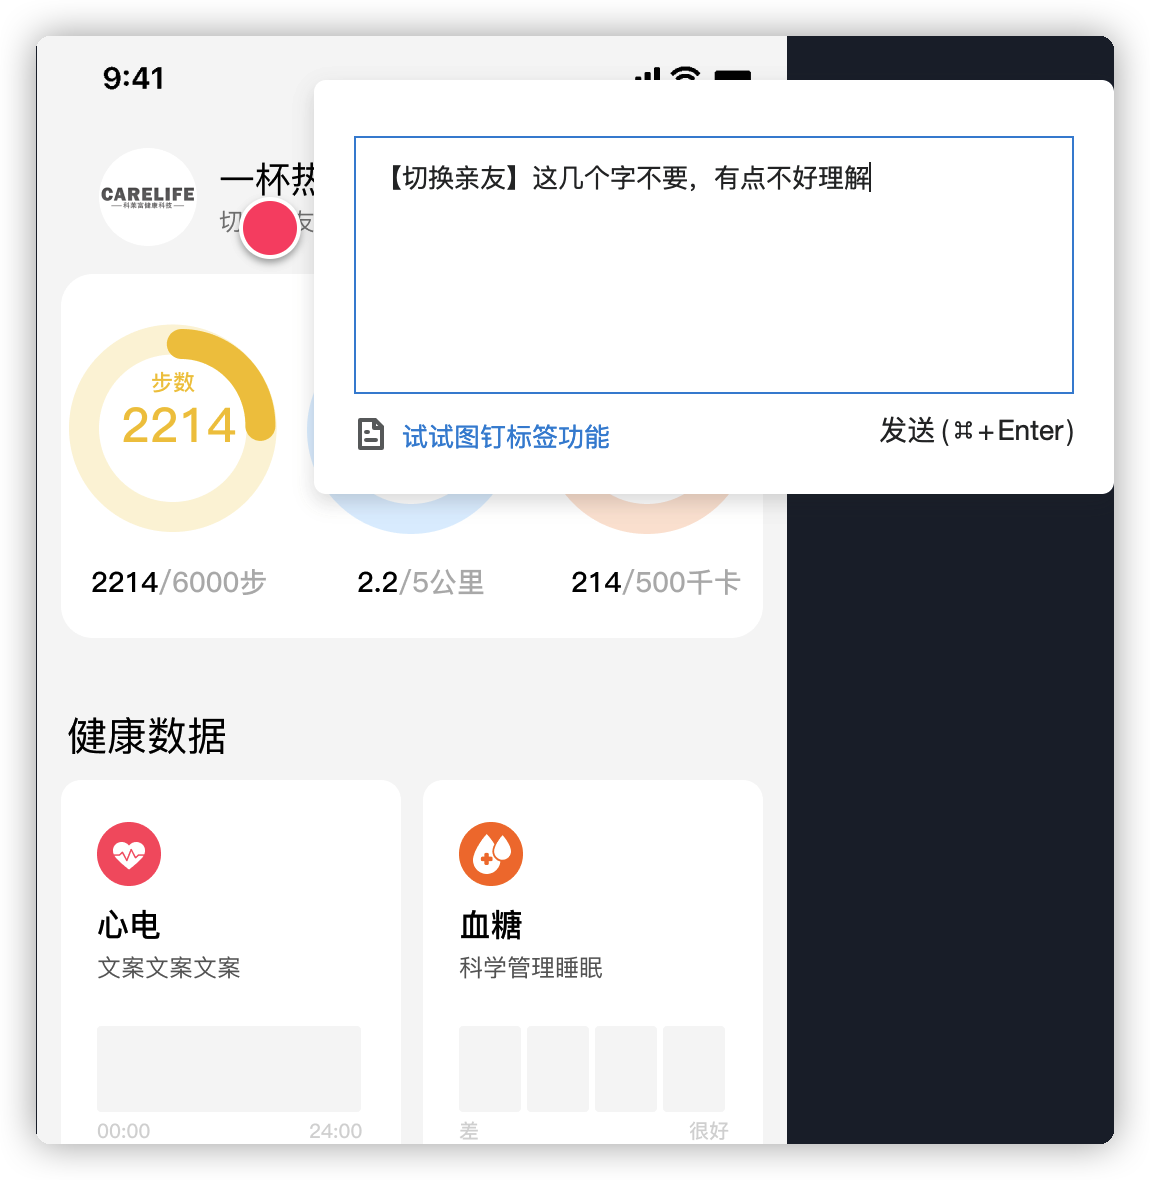 9:41
CARELIFE
科莱富健康科技
一杯热
切 友
【切换亲友】这几个字不要，有点不好理解
试试图钉标签功能
发送 (⌘+Enter)
步数
2214
2214/6000步
2.2/5公里
214/500千卡
健康数据
心电
文案文案文案
00:00
24:00
血糖
科学管理睡眠
差
很好